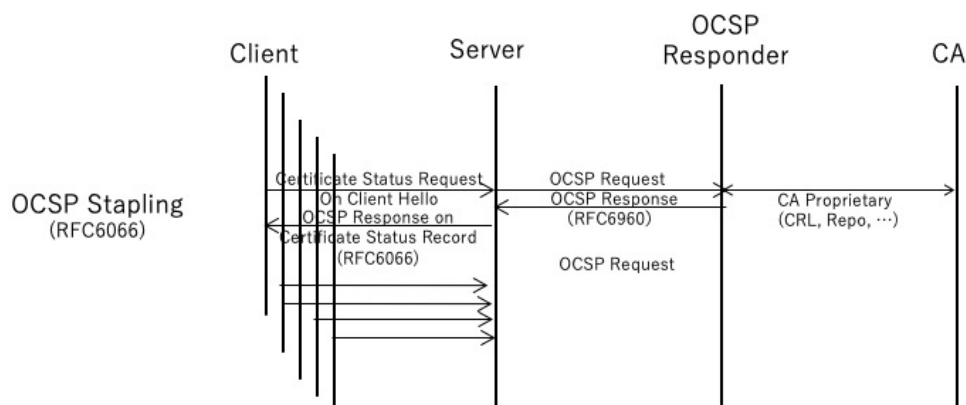 Client
Server
OCSP
Responder
CA
OCSP Stapling
(RFC6066)
Certificate Status Request
On Client Hello
OCSP Response on
Certificate Status Record
(RFC6066)
OCSP Request
OCSP Response
(RFC6960)
OCSP Request
CA Proprietary
(CRL, Repo, …)